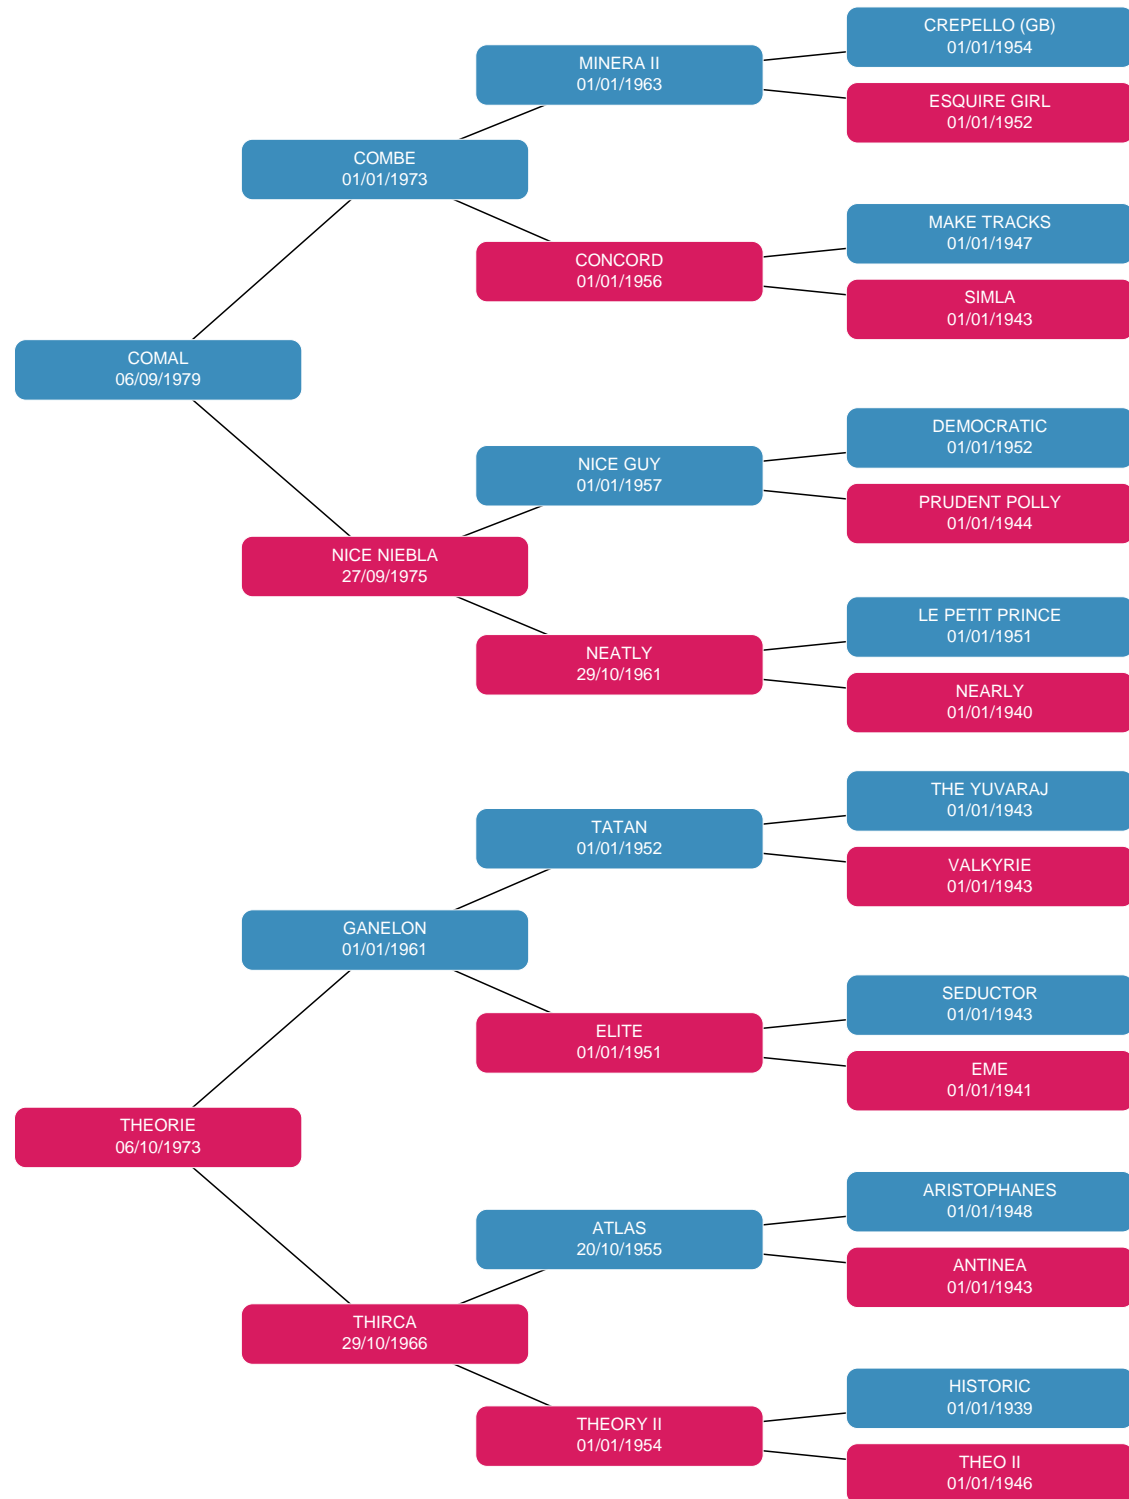 CREPELLO (GB)
01/01/1954
MINERA II
01/01/1963
ESQUIRE GIRL
01/01/1952
COMBE
01/01/1973
MAKE TRACKS
01/01/1947
CONCORD
01/01/1956
SIMLA
01/01/1943
COMAL
06/09/1979
DEMOCRATIC
01/01/1952
NICE GUY
01/01/1957
PRUDENT POLLY
01/01/1944
NICE NIEBLA
27/09/1975
LE PETIT PRINCE
01/01/1951
NEATLY
29/10/1961
NEARLY
01/01/1940
THE YUVARAJ
01/01/1943
TATAN
01/01/1952
VALKYRIE
01/01/1943
GANELON
01/01/1961
SEDUCTOR
01/01/1943
ELITE
01/01/1951
EME
01/01/1941
THEORIE
06/10/1973
ARISTOPHANES
01/01/1948
ATLAS
20/10/1955
ANTINEA
01/01/1943
THIRCA
29/10/1966
HISTORIC
01/01/1939
THEORY II
01/01/1954
THEO II
01/01/1946